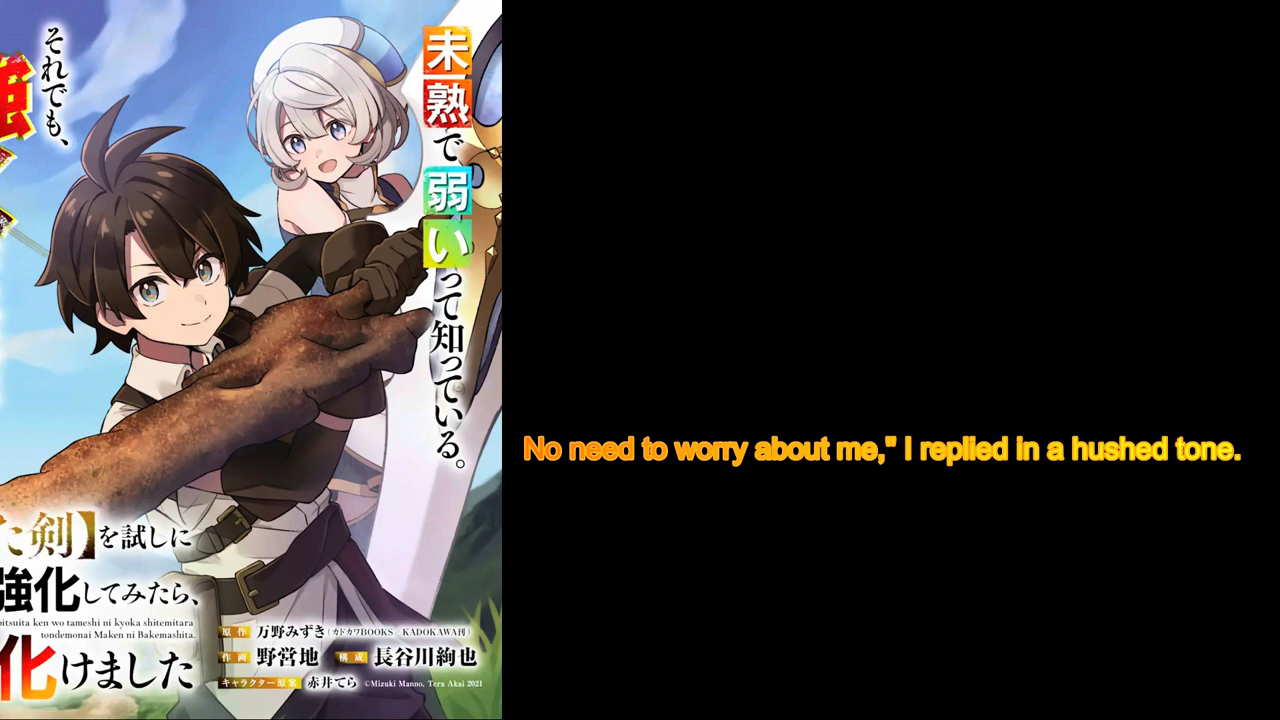 未熟で弱いって知っている。
それでも、
強
た剣】を試しに
強化してみたら、
oitsuita ken wo tameshi ni kyoka shitemitara
tondemonai Maken ni Bakemashita.
化けました
原作 万野みずき(カドカワBOOKS/KADOKAWA刊)
作画 野営地 構成 長谷川絢也
キャラクター原案 赤井てら ©Mizuki Manno, Tera Akai 2021
No need to worry about me," I replied in a hushed tone.